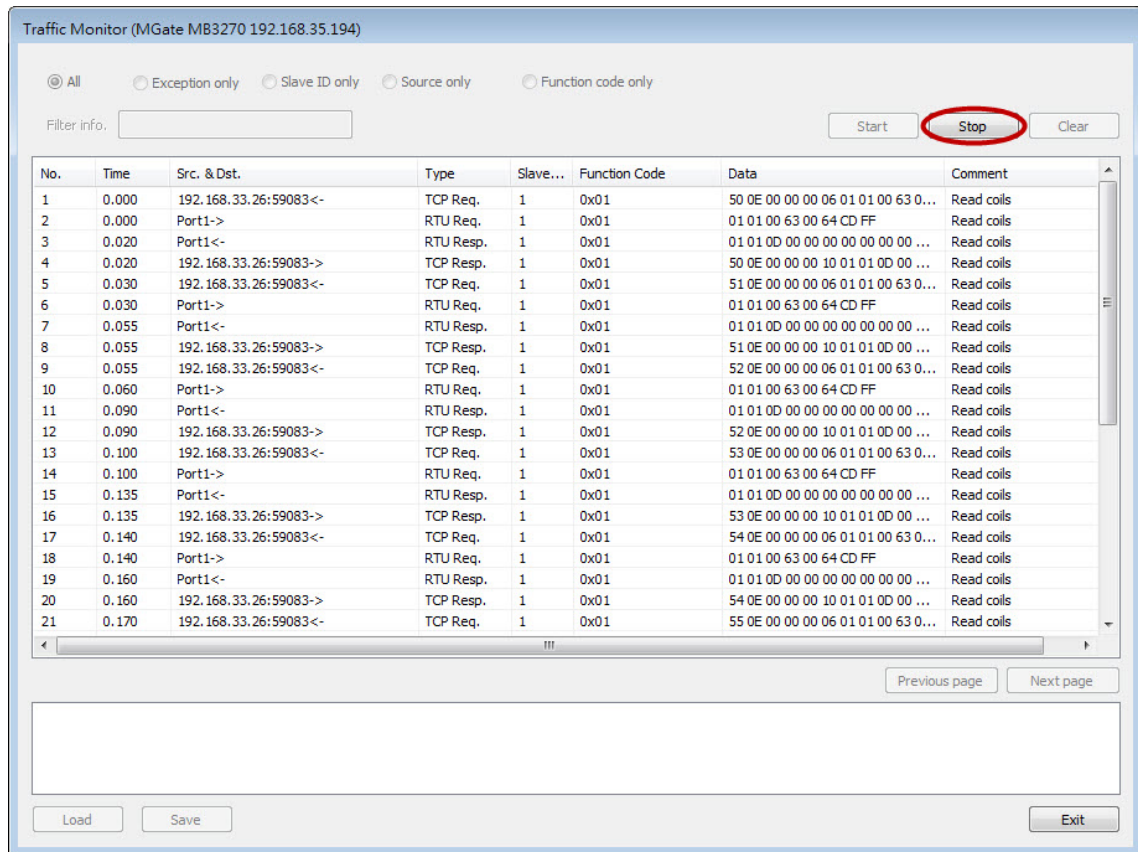 Traffic Monitor (MGate MB3270 192.168.35.194)
All Exception only Slave ID only Source only Function code only
Filter info. Start Stop Clear
No. Time Src. & Dst. Type Slave... Function Code Data Comment
1 0.000 192.168.33.26:59083<- TCP Req. 1 0x01 50 0E 00 00 00 06 01 01 00 63 0... Read coils
2 0.000 Port1-> RTU Req. 1 0x01 01 01 00 63 00 64 CD FF Read coils
3 0.020 Port1<- RTU Resp. 1 0x01 01 01 0D 00 00 00 00 00 00 00 ... Read coils
4 0.020 192.168.33.26:59083-> TCP Resp. 1 0x01 50 0E 00 00 00 10 01 01 0D 00 ... Read coils
5 0.030 192.168.33.26:59083<- TCP Req. 1 0x01 51 0E 00 00 00 06 01 01 00 63 0... Read coils
6 0.030 Port1-> RTU Req. 1 0x01 01 01 00 63 00 64 CD FF Read coils
7 0.055 Port1<- RTU Resp. 1 0x01 01 01 0D 00 00 00 00 00 00 00 ... Read coils
8 0.055 192.168.33.26:59083-> TCP Resp. 1 0x01 51 0E 00 00 00 10 01 01 0D 00 ... Read coils
9 0.055 192.168.33.26:59083<- TCP Req. 1 0x01 52 0E 00 00 00 06 01 01 00 63 0... Read coils
10 0.060 Port1-> RTU Req. 1 0x01 01 01 00 63 00 64 CD FF Read coils
11 0.090 Port1<- RTU Resp. 1 0x01 01 01 0D 00 00 00 00 00 00 00 ... Read coils
12 0.090 192.168.33.26:59083-> TCP Resp. 1 0x01 52 0E 00 00 00 10 01 01 0D 00 ... Read coils
13 0.100 192.168.33.26:59083<- TCP Req. 1 0x01 53 0E 00 00 00 06 01 01 00 63 0... Read coils
14 0.100 Port1-> RTU Req. 1 0x01 01 01 00 63 00 64 CD FF Read coils
15 0.135 Port1<- RTU Resp. 1 0x01 01 01 0D 00 00 00 00 00 00 00 ... Read coils
16 0.135 192.168.33.26:59083-> TCP Resp. 1 0x01 53 0E 00 00 00 10 01 01 0D 00 ... Read coils
17 0.140 192.168.33.26:59083<- TCP Req. 1 0x01 54 0E 00 00 00 06 01 01 00 63 0... Read coils
18 0.140 Port1-> RTU Req. 1 0x01 01 01 00 63 00 64 CD FF Read coils
19 0.160 Port1<- RTU Resp. 1 0x01 01 01 0D 00 00 00 00 00 00 00 ... Read coils
20 0.160 192.168.33.26:59083-> TCP Resp. 1 0x01 54 0E 00 00 00 10 01 01 0D 00 ... Read coils
21 0.170 192.168.33.26:59083<- TCP Req. 1 0x01 55 0E 00 00 00 06 01 01 00 63 0... Read coils
Previous page Next page
Load Save Exit